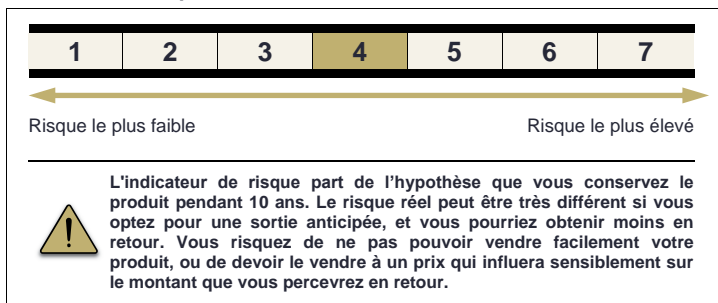 1 2 3 4 5 6 7
Risque le plus faible Risque le plus élevé
L'indicateur de risque part de l’hypothèse que vous conservez le
produit pendant 10 ans. Le risque réel peut être très différent si vous
optez pour une sortie anticipée, et vous pourriez obtenir moins en
retour. Vous risquez de ne pas pouvoir vendre facilement votre
produit, ou de devoir le vendre à un prix qui influera sensiblement sur
le montant que vous percevrez en retour.